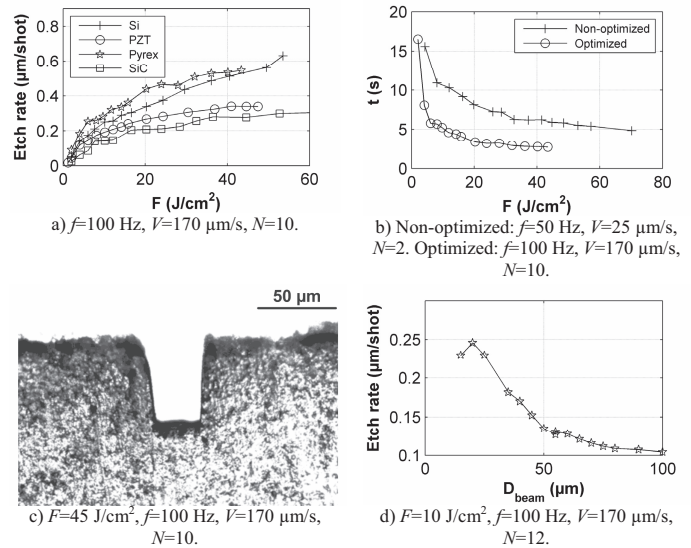 Etch rate (µm/shot)
0.8
0.6
0.4
0.2
0
Si
PZT
Pyrex
SiC
0 20 40 60
F (J/cm²)
a) f=100 Hz, V=170 µm/s, N=10.
t (s)
20
15
10
5
0
Non-optimized
Optimized
0 20 40 60 80
F (J/cm²)
b) Non-optimized: f=50 Hz, V=25 µm/s,
N=2. Optimized: f=100 Hz, V=170 µm/s,
N=10.
50 µm
c) F=45 J/cm², f=100 Hz, V=170 µm/s,
N=10.
Etch rate (µm/shot)
0.25
0.2
0.15
0.1
0 50 100
D_beam (µm)
d) F=10 J/cm², f=100 Hz, V=170 µm/s,
N=12.